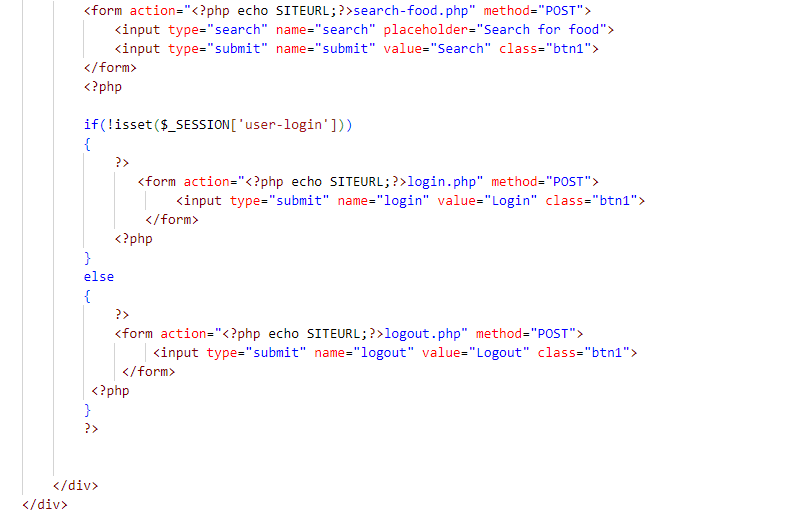 <form action="<?php echo SITEURL;?>search-food.php" method="POST">
<input type="search" name="search" placeholder="Search for food">
<input type="submit" name="submit" value="Search" class="btn1">
</form>
<?php
if(!isset($_SESSION['user-login']))
{
?>
<form action="<?php echo SITEURL;?>login.php" method="POST">
<input type="submit" name="login" value="Login" class="btn1">
</form>
<?php
}
else
{
?>
<form action="<?php echo SITEURL;?>logout.php" method="POST">
<input type="submit" name="logout" value="Logout" class="btn1">
</form>
<?php
}
?>
</div>
</div>